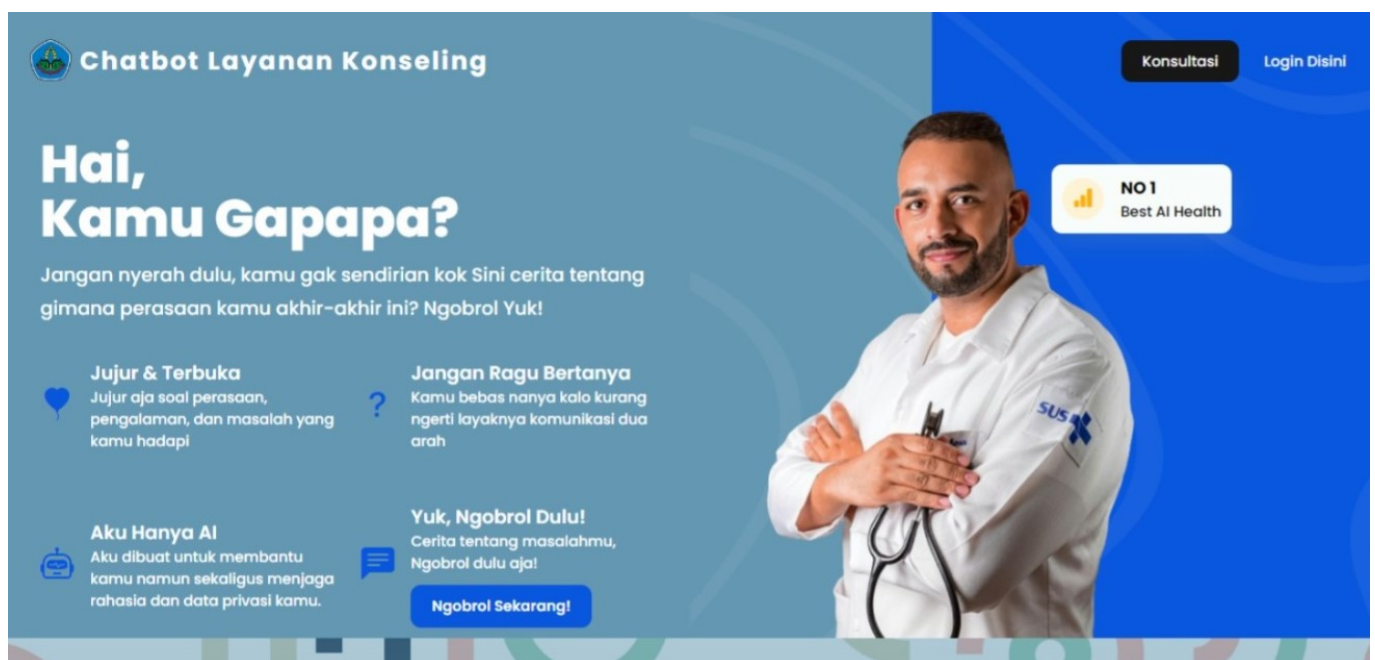 Chatbot Layanan Konseling
Konsultasi
Login Disini
Hai,
Kamu Gapapa?
Jangan nyerah dulu, kamu gak sendirian kok Sini cerita tentang
gimana perasaan kamu akhir-akhir ini? Ngobrol Yuk!
NO 1
Best AI Health
Jujur & Terbuka
Jujur aja soal perasaan,
pengalaman, dan masalah yang
kamu hadapi
Jangan Ragu Bertanya
Kamu bebas nanya kalo kurang
ngerti layaknya komunikasi dua
arah
Aku Hanya AI
Aku dibuat untuk membantu
kamu namun sekaligus menjaga
rahasia dan data privasi kamu.
Yuk, Ngobrol Dulu!
Cerita tentang masalahmu,
Ngobrol dulu aja!
Ngobrol Sekarang!
SUS